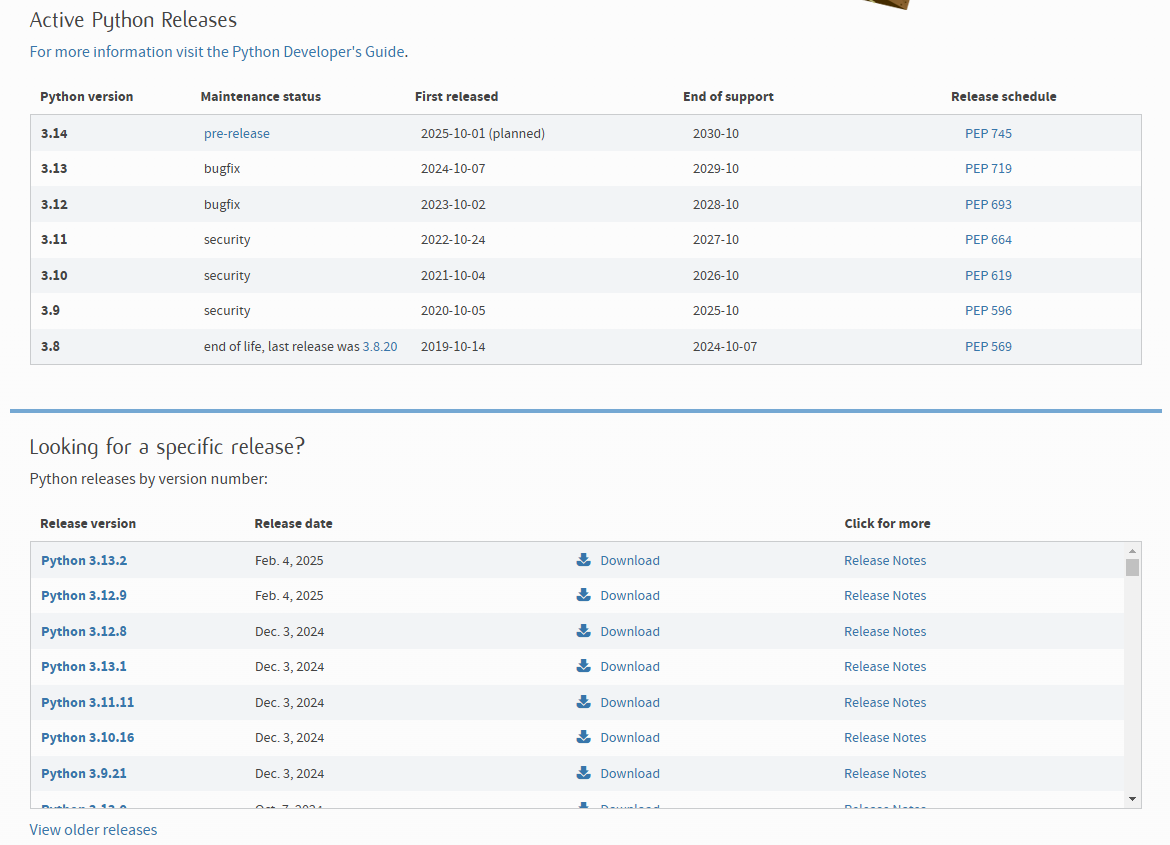 Active Python Releases
For more information visit the Python Developer's Guide.
Python version Maintenance status First released End of support Release schedule
3.14 pre-release 2025-10-01 (planned) 2030-10 PEP 745
3.13 bugfix 2024-10-07 2029-10 PEP 719
3.12 bugfix 2023-10-02 2028-10 PEP 693
3.11 security 2022-10-24 2027-10 PEP 664
3.10 security 2021-10-04 2026-10 PEP 619
3.9 security 2020-10-05 2025-10 PEP 596
3.8 end of life, last release was 3.8.20 2019-10-14 2024-10-07 PEP 569
Looking for a specific release?
Python releases by version number:
Release version Release date Click for more
Python 3.13.2 Feb. 4, 2025 Download Release Notes
Python 3.12.9 Feb. 4, 2025 Download Release Notes
Python 3.12.8 Dec. 3, 2024 Download Release Notes
Python 3.13.1 Dec. 3, 2024 Download Release Notes
Python 3.11.11 Dec. 3, 2024 Download Release Notes
Python 3.10.16 Dec. 3, 2024 Download Release Notes
Python 3.9.21 Dec. 3, 2024 Download Release Notes
Python Download Release Notes
View older releases